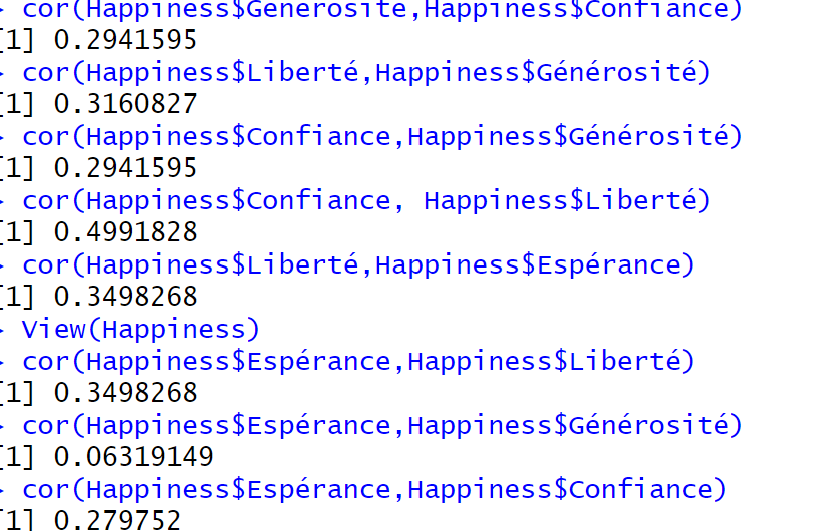 > cor(Happiness$Générosité,Happiness$Confiance)
[1] 0.2941595
> cor(Happiness$Liberté,Happiness$Générosité)
[1] 0.3160827
> cor(Happiness$Confiance,Happiness$Générosité)
[1] 0.2941595
> cor(Happiness$Confiance, Happiness$Liberté)
[1] 0.4991828
> cor(Happiness$Liberté,Happiness$Espérance)
[1] 0.3498268
> View(Happiness)
> cor(Happiness$Espérance,Happiness$Liberté)
[1] 0.3498268
> cor(Happiness$Espérance,Happiness$Générosité)
[1] 0.06319149
> cor(Happiness$Espérance,Happiness$Confiance)
[1] 0.279752